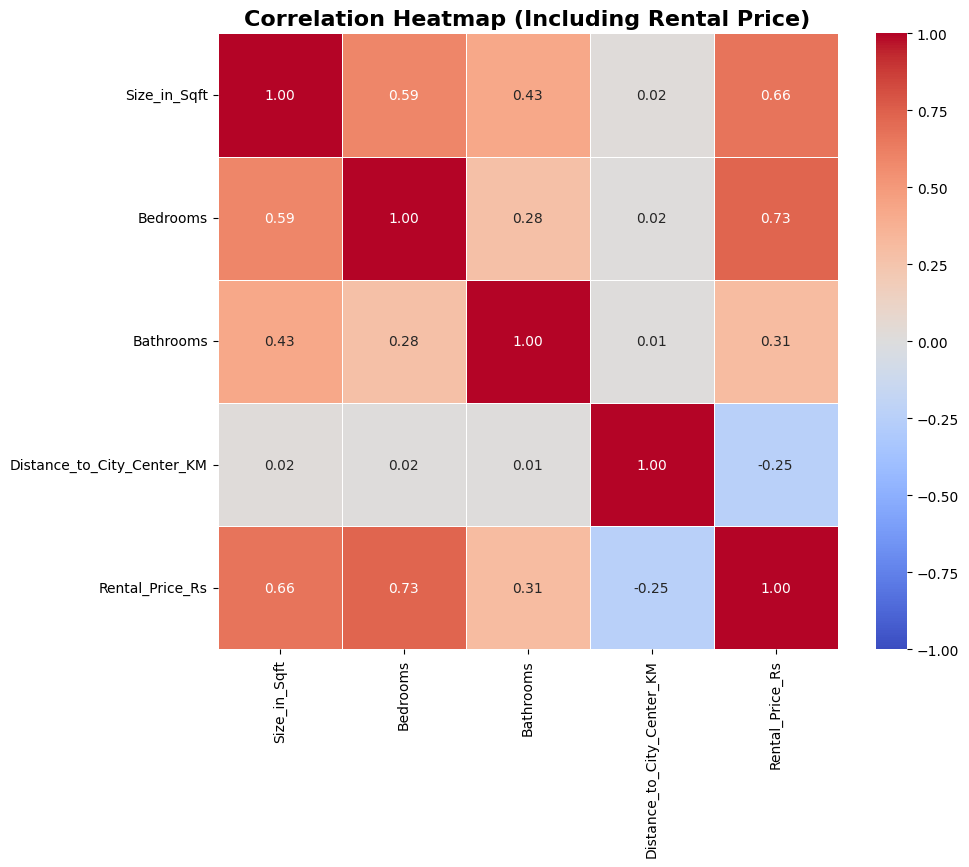 Correlation Heatmap (Including Rental Price)
Size_in_Sqft 1.00 0.59 0.43 0.02 0.66
Bedrooms 0.59 1.00 0.28 0.02 0.73
Bathrooms 0.43 0.28 1.00 0.01 0.31
Distance_to_City_Center_KM 0.02 0.02 0.01 1.00 -0.25
Rental_Price_Rs 0.66 0.73 0.31 -0.25 1.00
Size_in_Sqft
Bedrooms
Bathrooms
Distance_to_City_Center_KM
Rental_Price_Rs
1.00
0.75
0.50
0.25
0.00
−0.25
−0.50
−0.75
−1.00